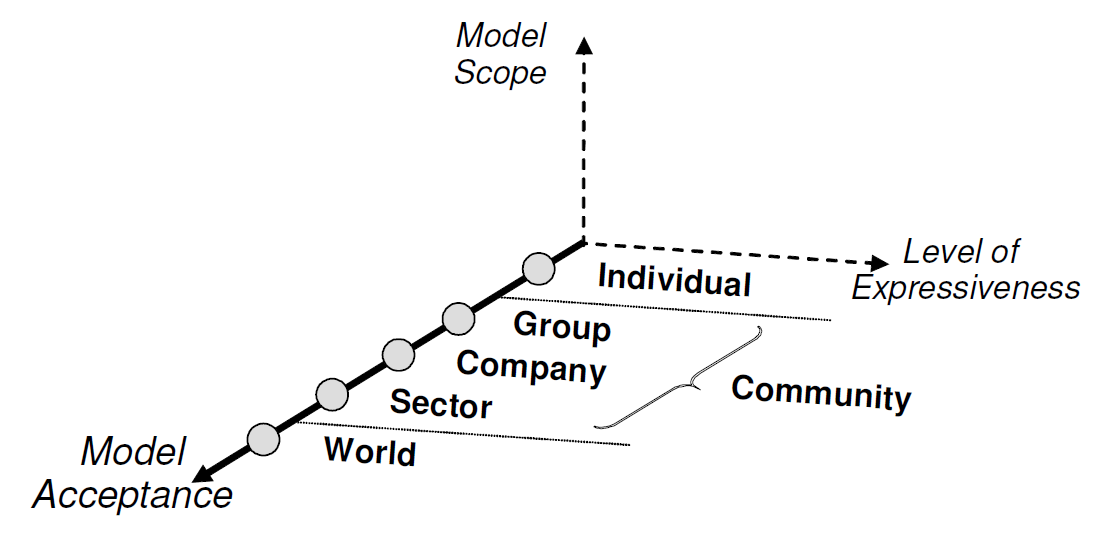 Model
Scope
Level of
Expressiveness
Individual
Group
Company
Community
Sector
World
Model
Acceptance